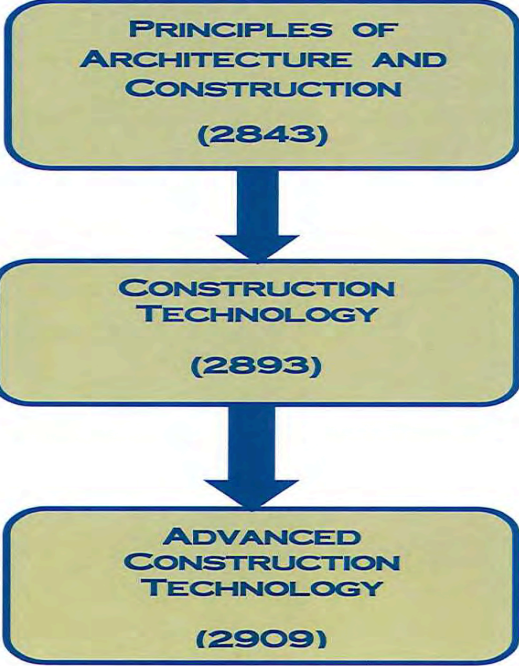 PRINCIPLES OF
ARCHITECTURE AND
CONSTRUCTION
(2843)
CONSTRUCTION
TECHNOLOGY
(2893)
ADVANCED
CONSTRUCTION
TECHNOLOGY
(2909)